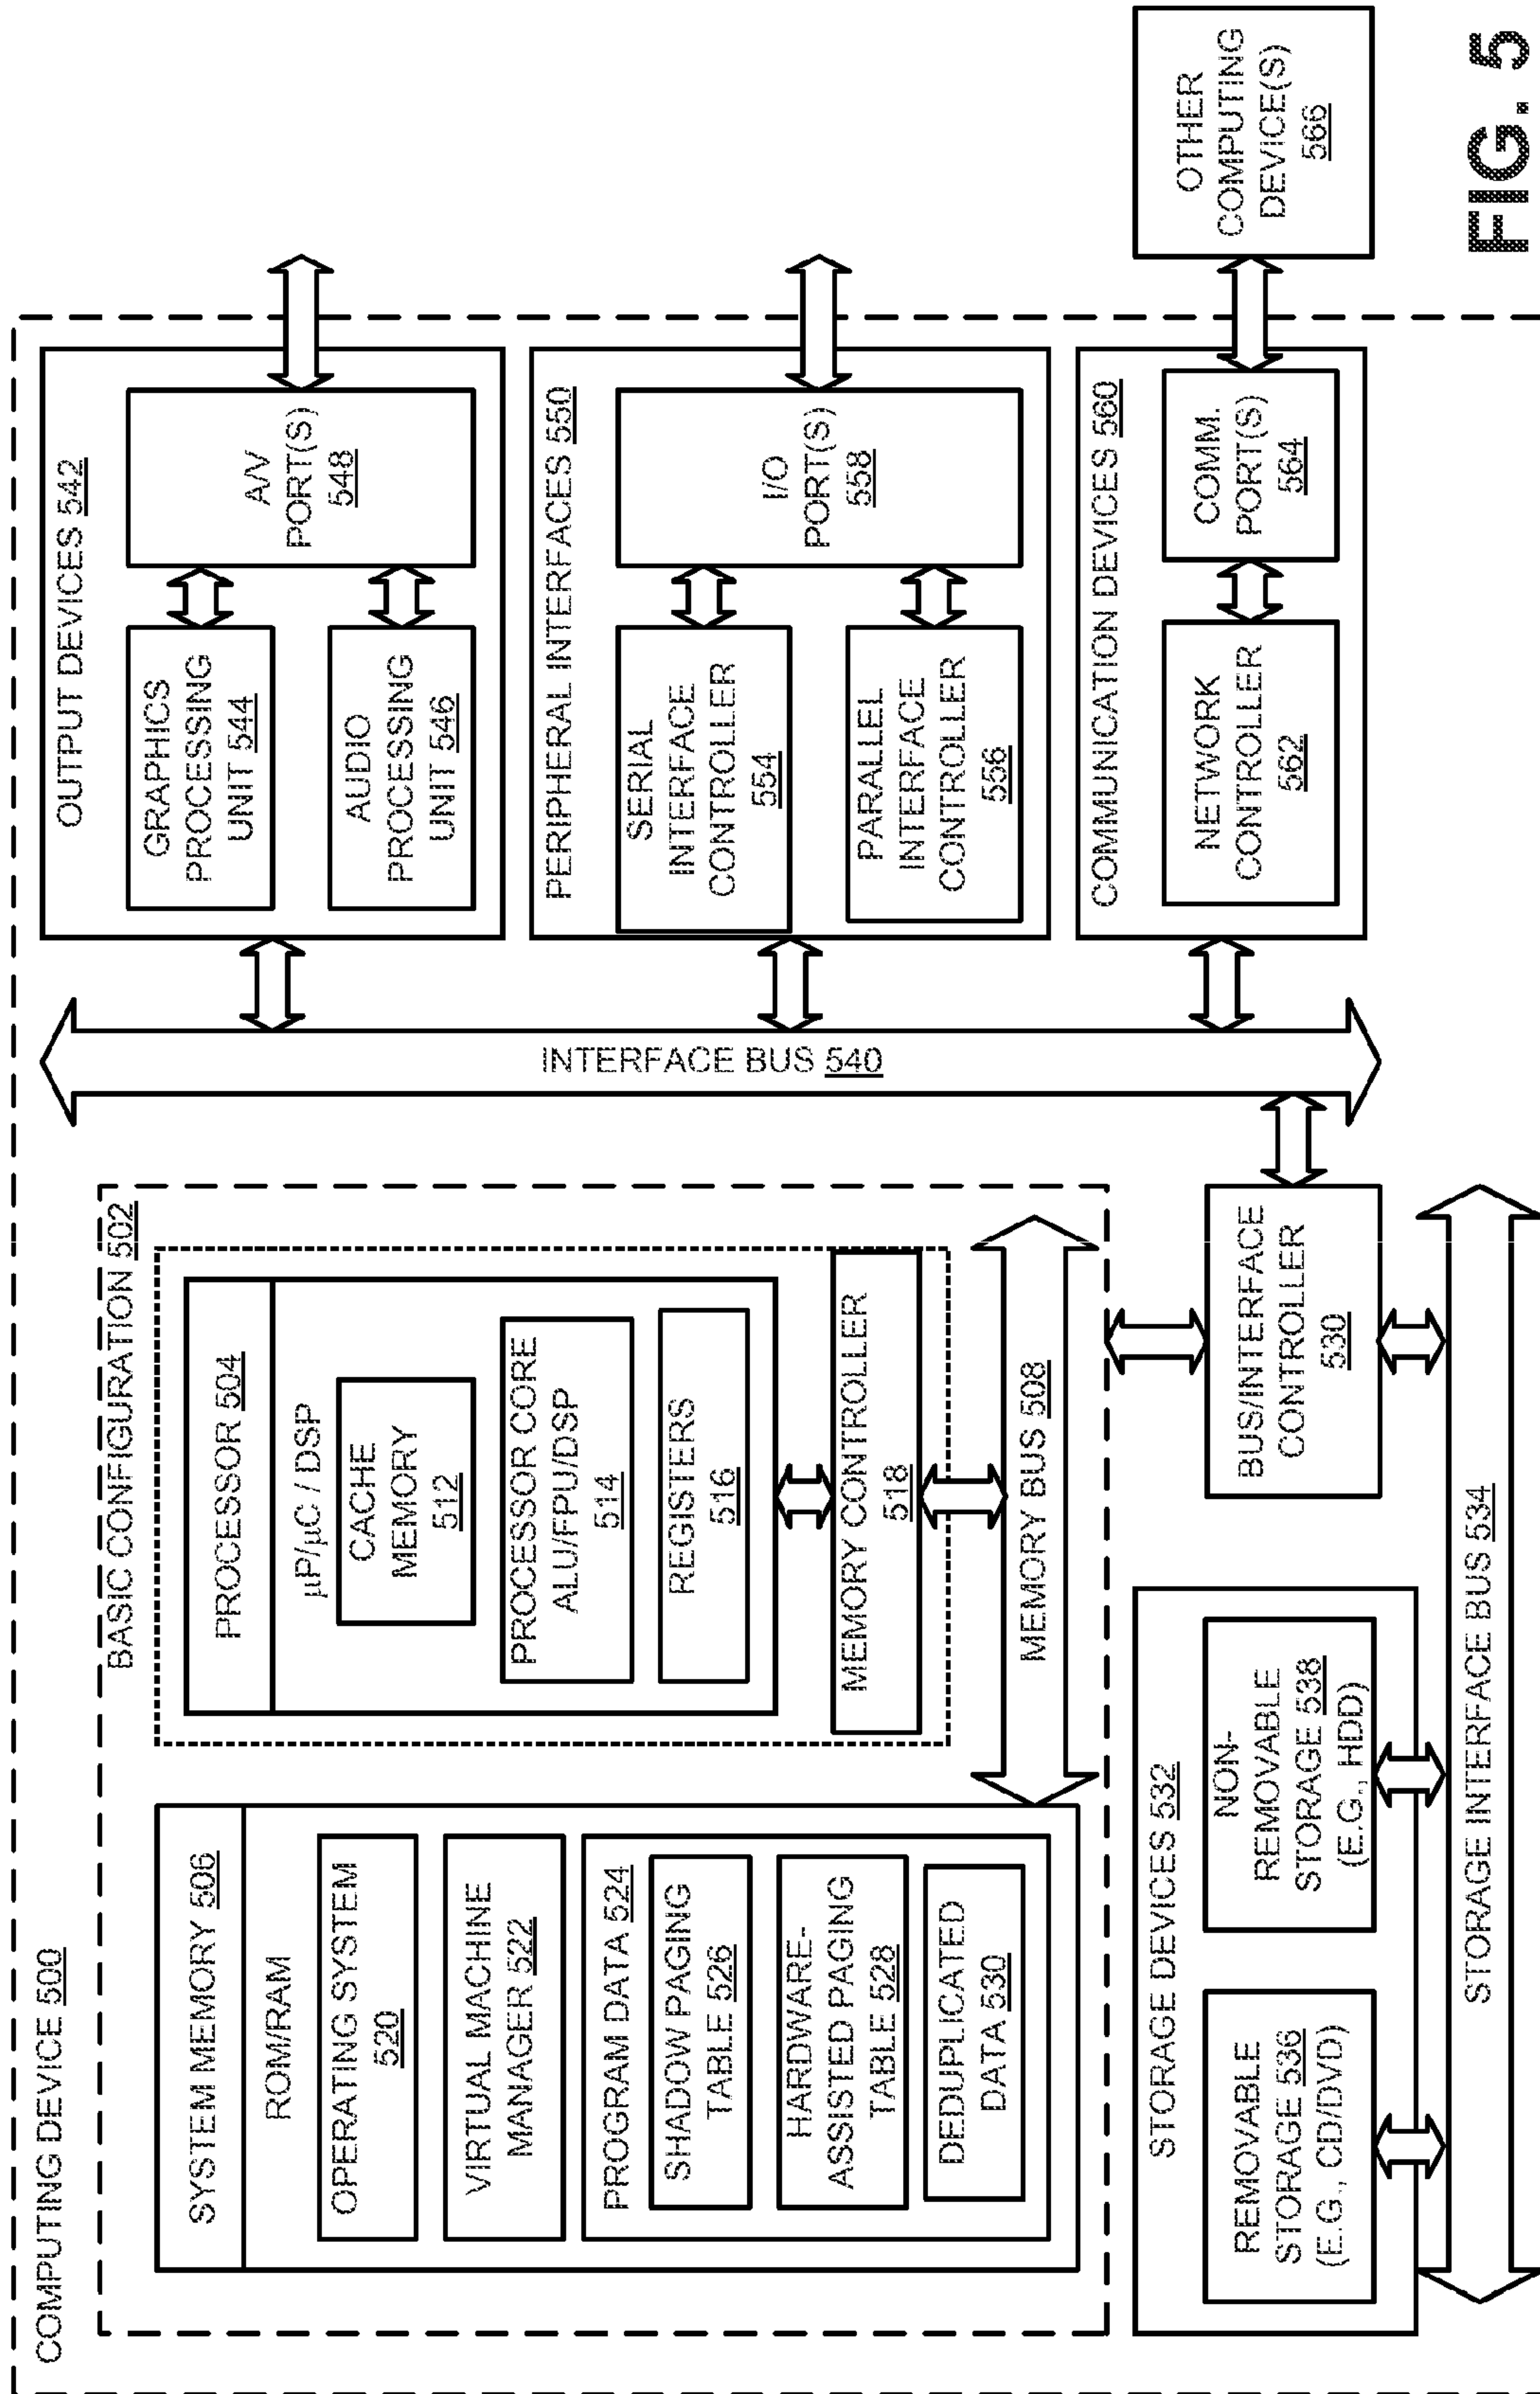 COMPUTING DEVICE 500
BASIC CONFIGURATION 502
SYSTEM MEMORY 506
ROM/RAM
OPERATING SYSTEM
520
VIRTUAL MACHINE
MANAGER 522
PROGRAM DATA 524
SHADOW PAGING
TABLE 526
HARDWARE-
ASSISTED PAGING
TABLE 528
DEDUPLICATED
DATA 530
PROCESSOR 504
µP/µC / DSP
CACHE
MEMORY
512
PROCESSOR CORE
ALU/FPU/DSP
514
REGISTERS
516
MEMORY CONTROLLER
518
MEMORY BUS 508
STORAGE DEVICES 532
REMOVABLE
STORAGE 536
(E.G., CD/DVD)
NON-
REMOVABLE
STORAGE 538
(E.G., HDD)
BUS/INTERFACE
CONTROLLER
530
STORAGE INTERFACE BUS 534
INTERFACE BUS 540
OUTPUT DEVICES 542
GRAPHICS
PROCESSING
UNIT 544
AUDIO
PROCESSING
UNIT 546
A/V
PORT(S)
548
PERIPHERAL INTERFACES 550
SERIAL
INTERFACE
CONTROLLER
554
PARALLEL
INTERFACE
CONTROLLER
556
I/O
PORT(S)
558
COMMUNICATION DEVICES 560
NETWORK
CONTROLLER
562
COMM.
PORT(S)
564
OTHER
COMPUTING
DEVICE(S)
566
FIG. 5